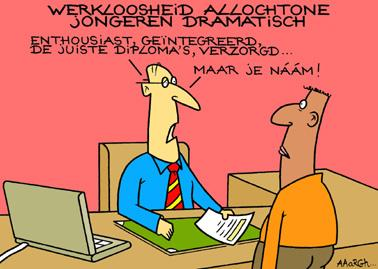 WERKLOOSHEID ALLOCHTONE
JONGEREN DRAMATISCH
ENTHOUSIAST, GEÏNTEGREERD,
DE JUISTE DIPLOMA'S, VERZORGD...
MAAR JE NÁÁM!
AAARGh...